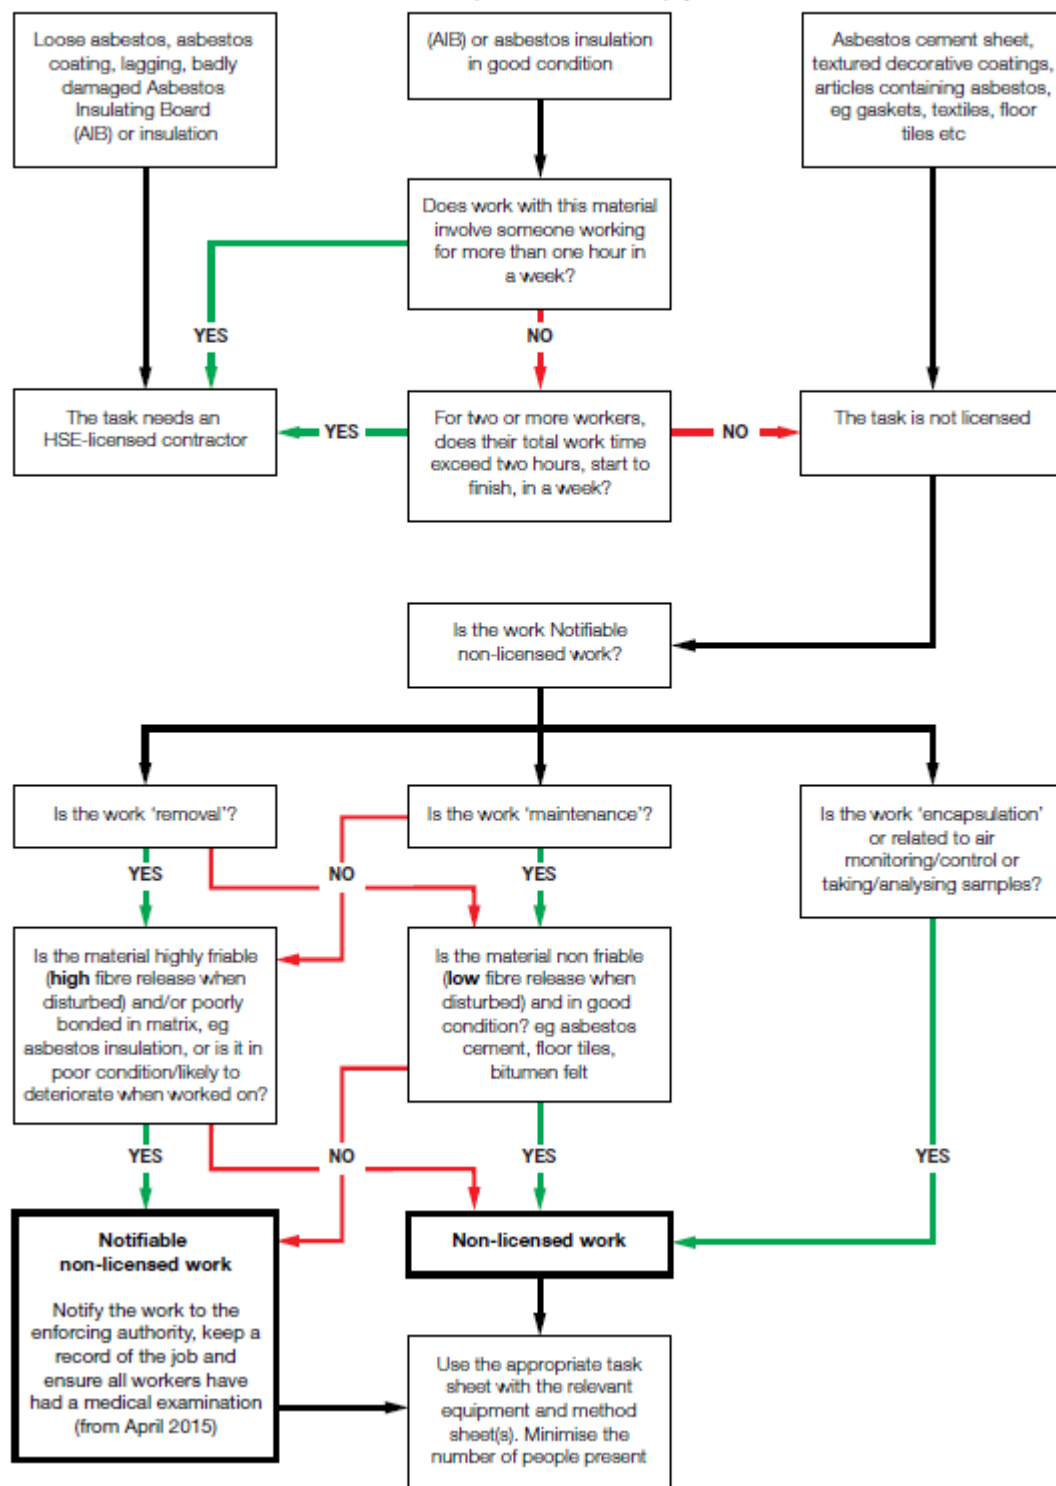 Loose asbestos, asbestos
coating, lagging, badly
damaged Asbestos
Insulating Board
(AIB) or insulation
(AIB) or asbestos insulation
in good condition
Asbestos cement sheet,
textured decorative coatings,
articles containing asbestos,
eg gaskets, textiles, floor
tiles etc
Does work with this material
involve someone working
for more than one hour in
a week?
YES
NO
The task needs an
HSE-licensed contractor
YES
For two or more workers,
does their total work time
exceed two hours, start to
finish, in a week?
NO
The task is not licensed
Is the work Notifiable
non-licensed work?
Is the work ‘removal’?
Is the work ‘maintenance’?
Is the work ‘encapsulation’
or related to air
monitoring/control or
taking/analysing samples?
YES
NO
YES
Is the material highly friable
(high fibre release when
disturbed) and/or poorly
bonded in matrix, eg
asbestos insulation, or is it in
poor condition/likely to
deteriorate when worked on?
Is the material non friable
(low fibre release when
disturbed) and in good
condition? eg asbestos
cement, floor tiles,
bitumen felt
YES
NO
YES
YES
Notifiable
non-licensed work
Notify the work to the
enforcing authority, keep a
record of the job and
ensure all workers have
had a medical examination
(from April 2015)
Non-licensed work
Use the appropriate task
sheet with the relevant
equipment and method
sheet(s). Minimise the
number of people present